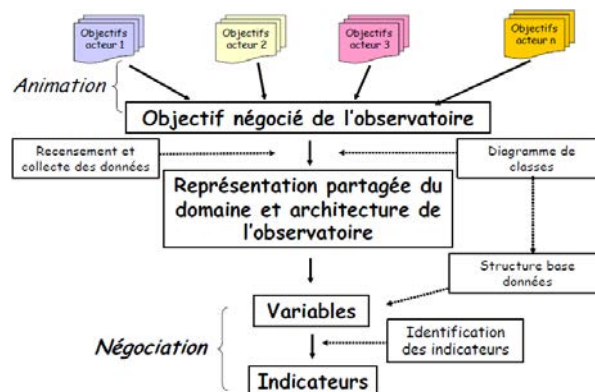 Objectifs
acteur 1
Objectifs
acteur 2
Objectifs
acteur 3
Objectifs
acteur n
Animation
Objectif négocié de l'observatoire
Recensement et
collecte des données
Diagramme de
classes
Représentation partagée du
domaine et architecture de
l'observatoire
Structure base
données
Variables
Négociation
Identification
des indicateurs
Indicateurs